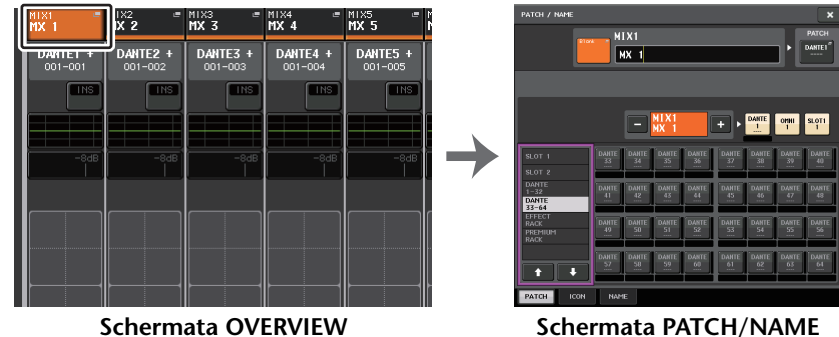 MIX1 MIX2 MIX3 MIX4 MIX5
MX 1 MX 2 MX 3 MX 4 MX 5
DANTE1 + DANTE2 + DANTE3 + DANTE4 + DANTE5 +
001-001 001-002 001-003 001-004 001-005
INS INS INS INS INS
-8dB -8dB -8dB -8dB -8dB
Schermata OVERVIEW
PATCH / NAME
Blank MIX1 PATCH
MX 1 DANTE1
MIX1
MX 1
DANTE 1 OMNI 1 SLOT1 1
SLOT 1
SLOT 2
DANTE 1-32
DANTE 33-64
EFFECT RACK
PREMIUM RACK
DANTE 33 DANTE 34 DANTE 35 DANTE 36 DANTE 37 DANTE 38 DANTE 39 DANTE 40
DANTE 41 DANTE 42 DANTE 43 DANTE 44 DANTE 45 DANTE 46 DANTE 47 DANTE 48
DANTE 49 DANTE 50 DANTE 51 DANTE 52 DANTE 53 DANTE 54 DANTE 55 DANTE 56
DANTE 57 DANTE 58 DANTE 59 DANTE 60 DANTE 61 DANTE 62 DANTE 63 DANTE 64
PATCH ICON NAME
Schermata PATCH/NAME